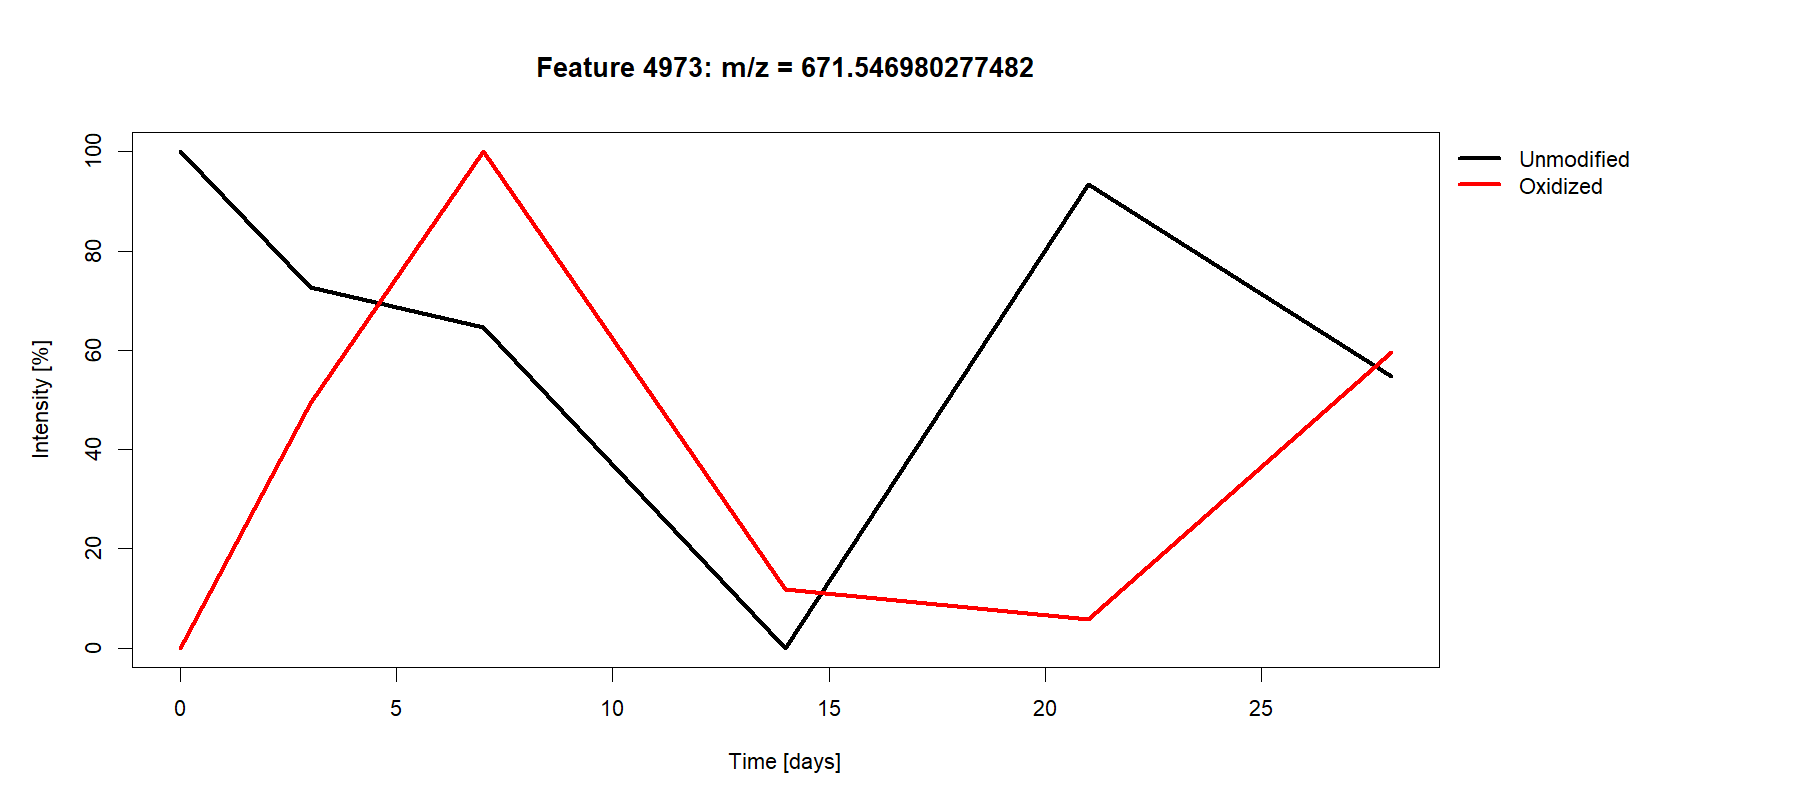 Feature 4973: m/z = 671.546980277482
Unmodified
Oxidized
Intensity [%]
100
80
60
40
20
0
0 5 10 15 20 25
Time [days]